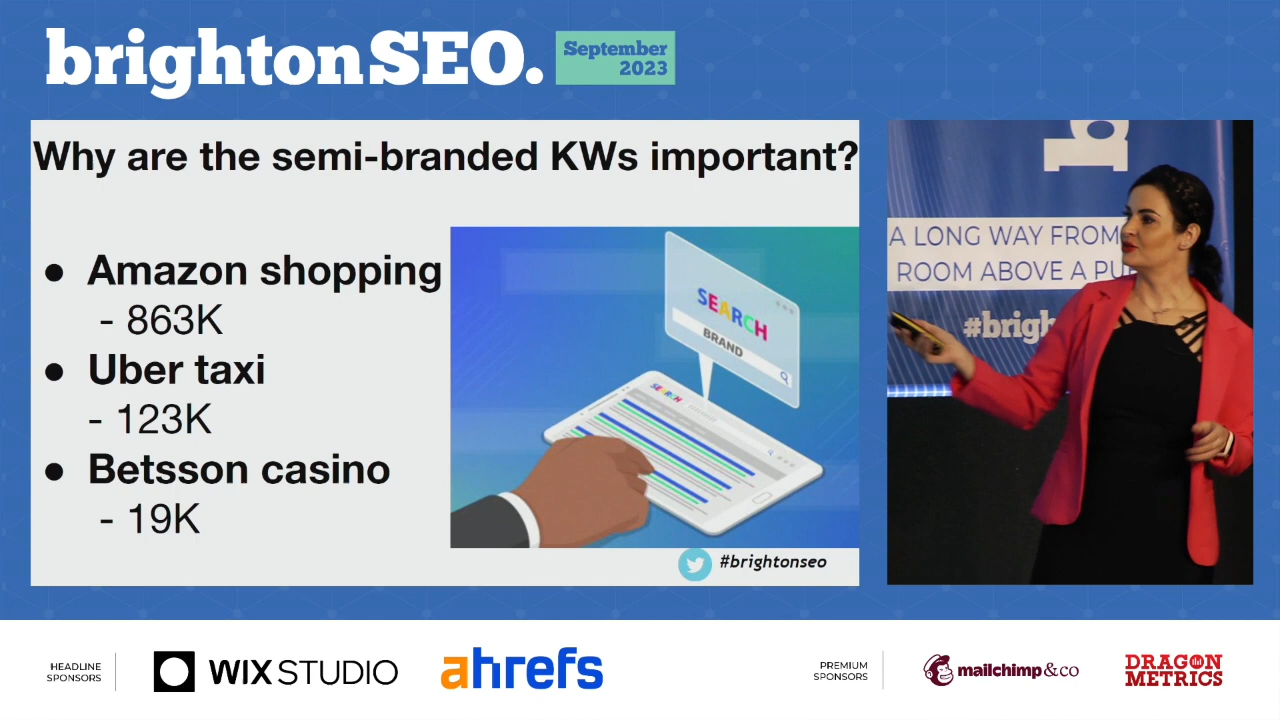 brightonSEO.
September
2023
Why are the semi-branded KWs important?
● Amazon shopping
- 863K
● Uber taxi
- 123K
● Betsson casino
- 19K
SEARCH
BRAND
SEARCH
#brightonseo
b
A LONG WAY FROM
ROOM ABOVE A PU
#brigh
HEADLINE
SPONSORS
WIX STUDIO
ahrefs
PREMIUM
SPONSORS
mailchimp&co
DRAGON
METRICS